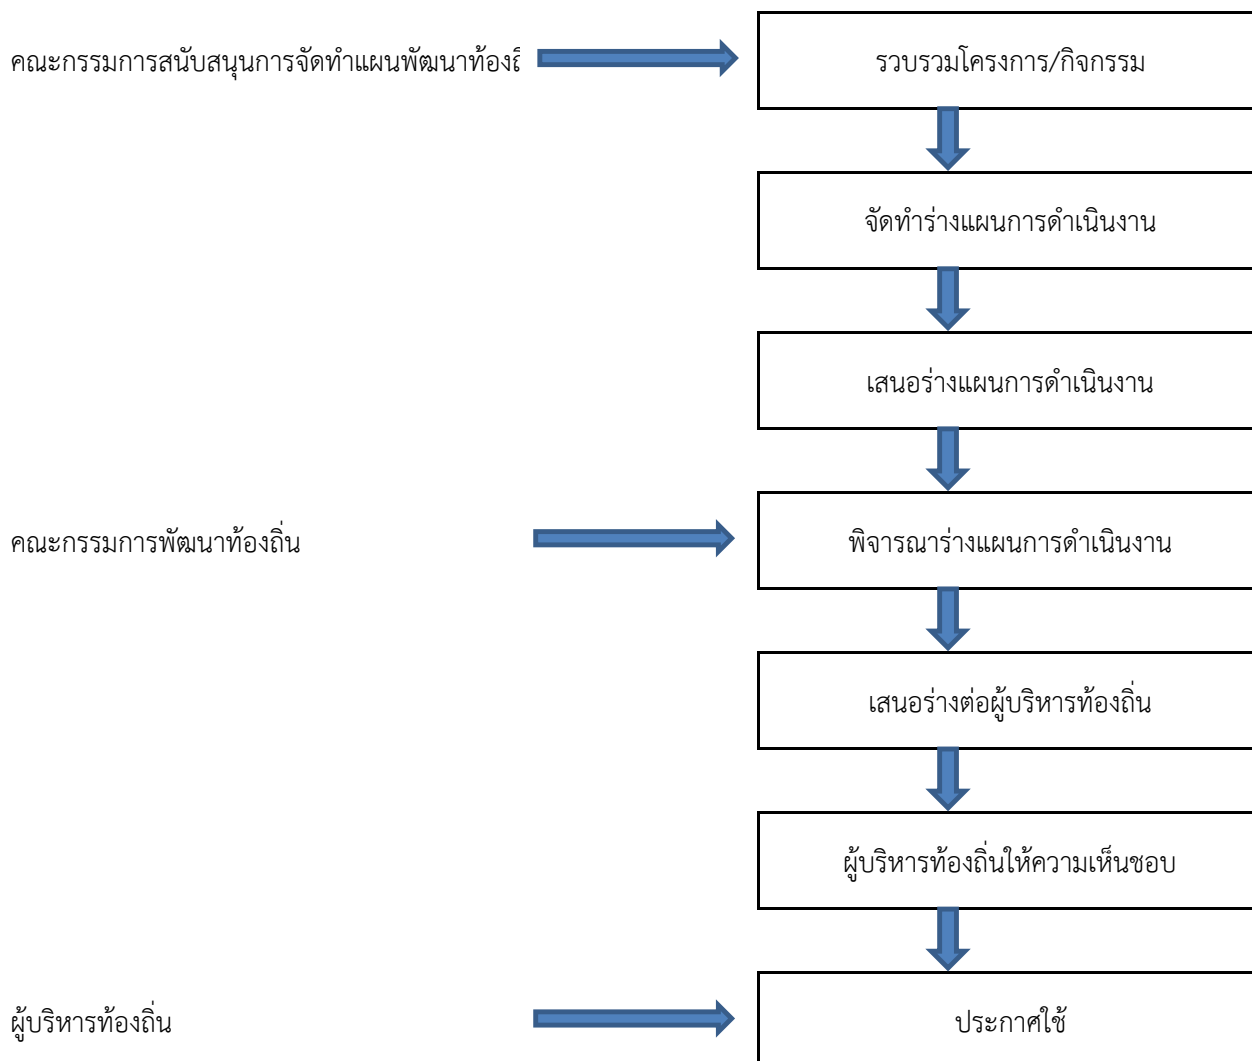 คณะกรรมการสนับสนุนการจัดทำแผนพัฒนาท้องถิ
รวบรวมโครงการ/กิจกรรม
จัดทำร่างแผนการดำเนินงาน
เสนอร่างแผนการดำเนินงาน
คณะกรรมการพัฒนาท้องถิ่น
พิจารณาร่างแผนการดำเนินงาน
เสนอร่างต่อผู้บริหารท้องถิ่น
ผู้บริหารท้องถิ่นให้ความเห็นชอบ
ผู้บริหารท้องถิ่น
ประกาศใช้